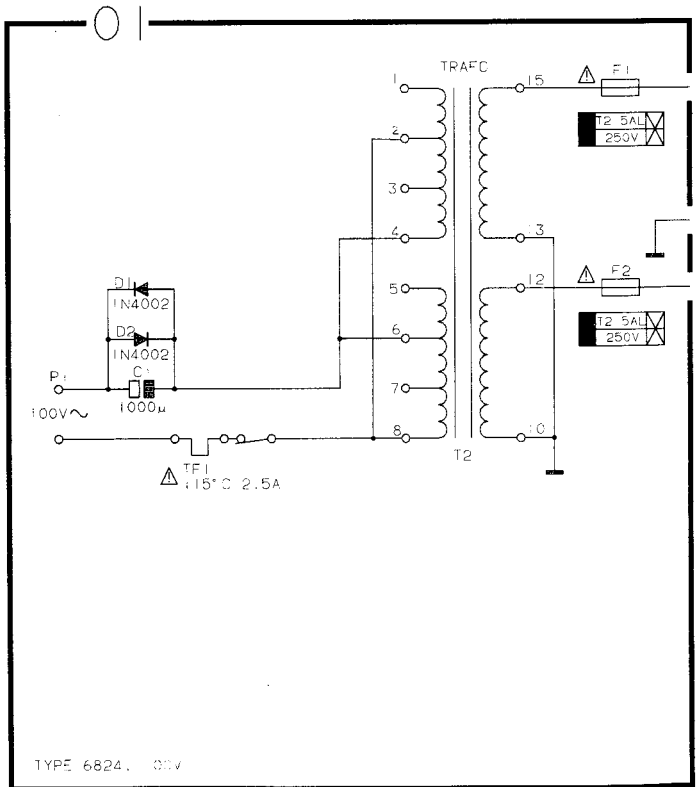 TRAFO
1
2
3
4
5
6
7
8
15
13
12
10
T2
F1
T2 5AL
250V
F2
T2 5AL
250V
D1
1N4002
D2
1N4002
C1
1000µ
P1
100V~
TF1
115°C 2.5A
TYPE 6824,